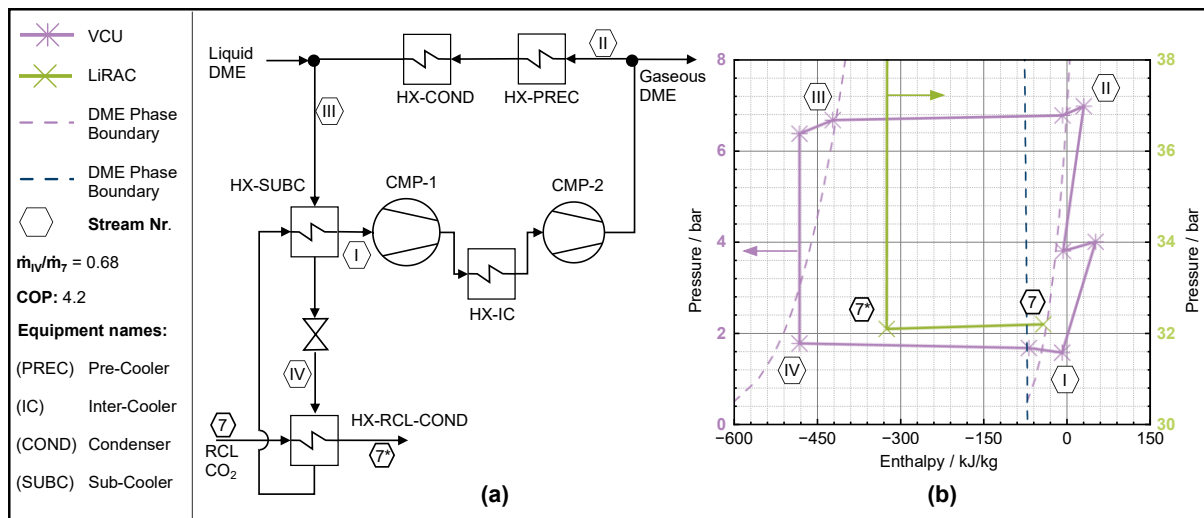 VCU
LiRAC
DME Phase
Boundary
DME Phase
Boundary
Stream Nr.
ṁIV/ṁ7 = 0.68
COP: 4.2
Equipment names:
(PREC) Pre-Cooler
(IC) Inter-Cooler
(COND) Condenser
(SUBC) Sub-Cooler
Liquid
DME
II
Gaseous
DME
HX-COND
HX-PREC
III
HX-SUBC
CMP-1
CMP-2
I
HX-IC
IV
HX-RCL-COND
7
RCL
CO2
7*
(a)
(b)
8
6
4
2
0
Pressure / bar
38
36
34
32
30
Pressure / bar
−600
−450
−300
−150
0
150
Enthalpy / kJ/kg
III
II
7*
7
IV
I